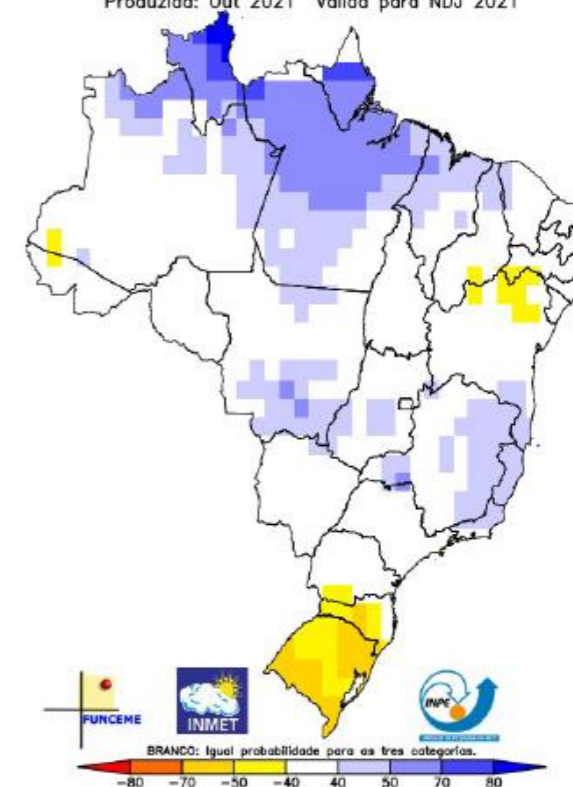 Produzida: Out 2021 Válida para NDJ 2021
FUNCEME
INMET
INPE
BRANCO: Igual probabilidade para as tres categorias.
-80 -70 -50 -40 40 50 70 80